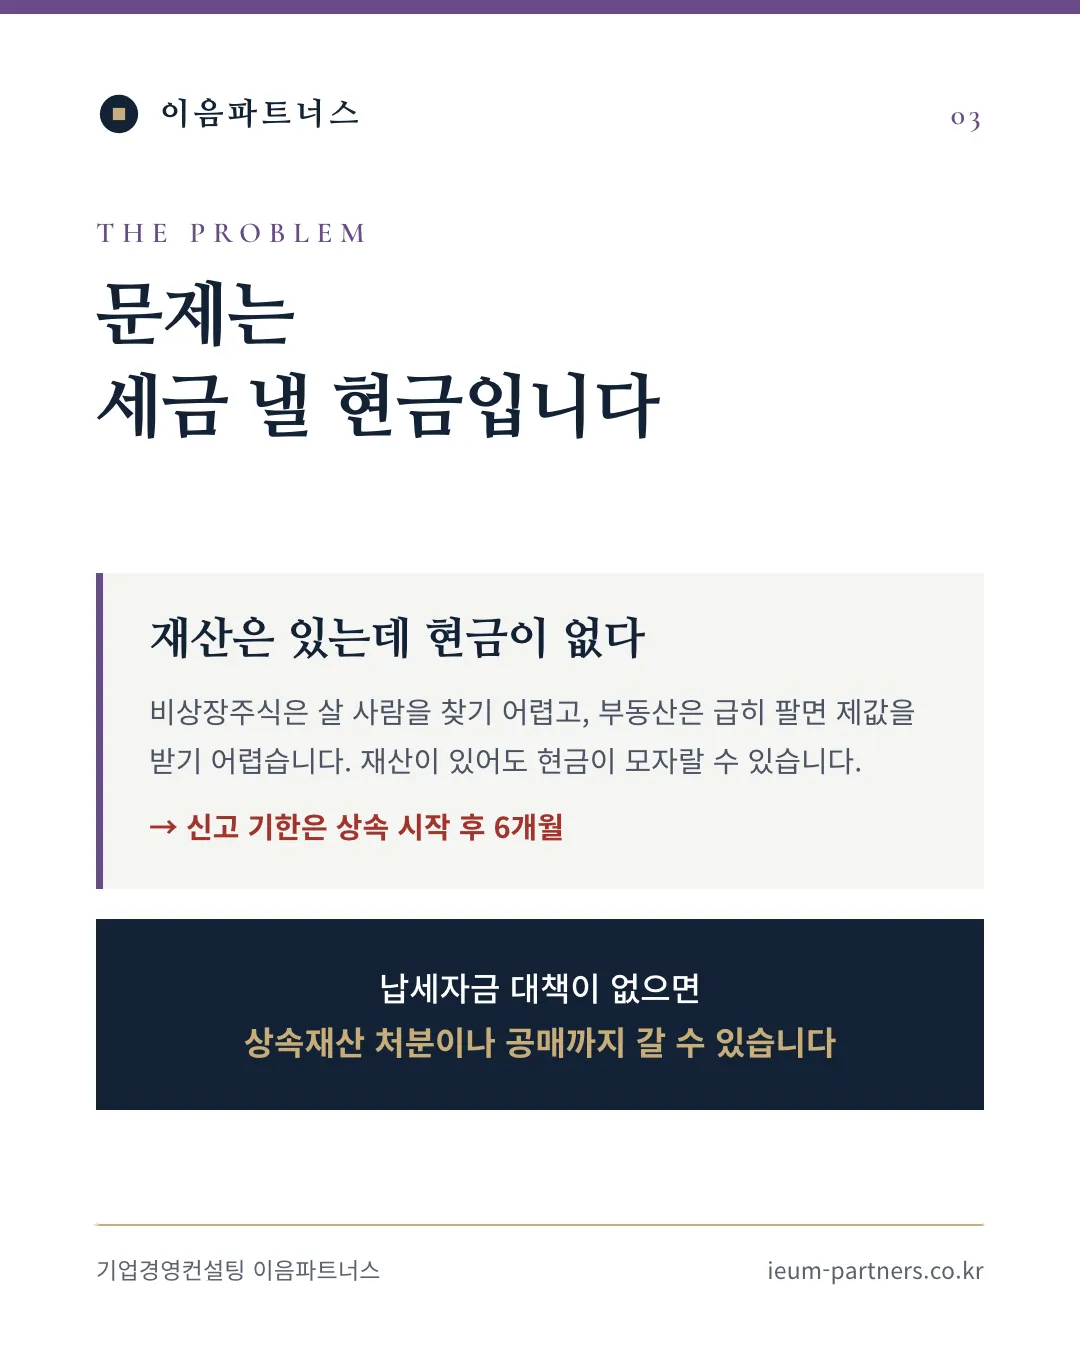 이음파트너스
03
THE PROBLEM
문제는
세금 낼 현금입니다
재산은 있는데 현금이 없다
비상장주식은 살 사람을 찾기 어렵고, 부동산은 급히 팔면 제값을
받기 어렵습니다. 재산이 있어도 현금이 모자랄 수 있습니다.
→ 신고 기한은 상속 시작 후 6개월
납세자금 대책이 없으면
상속재산 처분이나 공매까지 갈 수 있습니다
기업경영컨설팅 이음파트너스
ieum-partners.co.kr